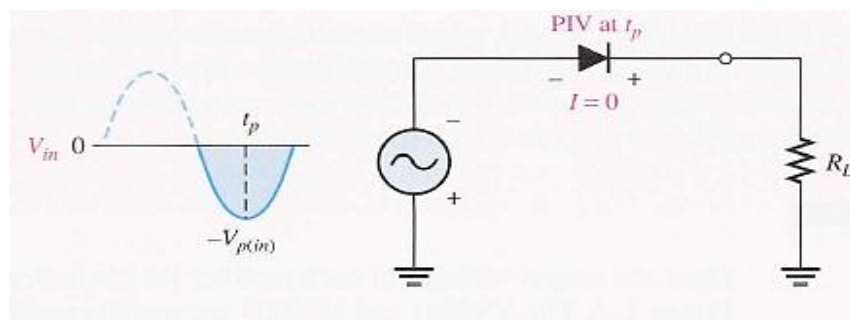 PIV at tp
− +
I = 0
tp
Vin 0
−
+
−Vp(in)
RL